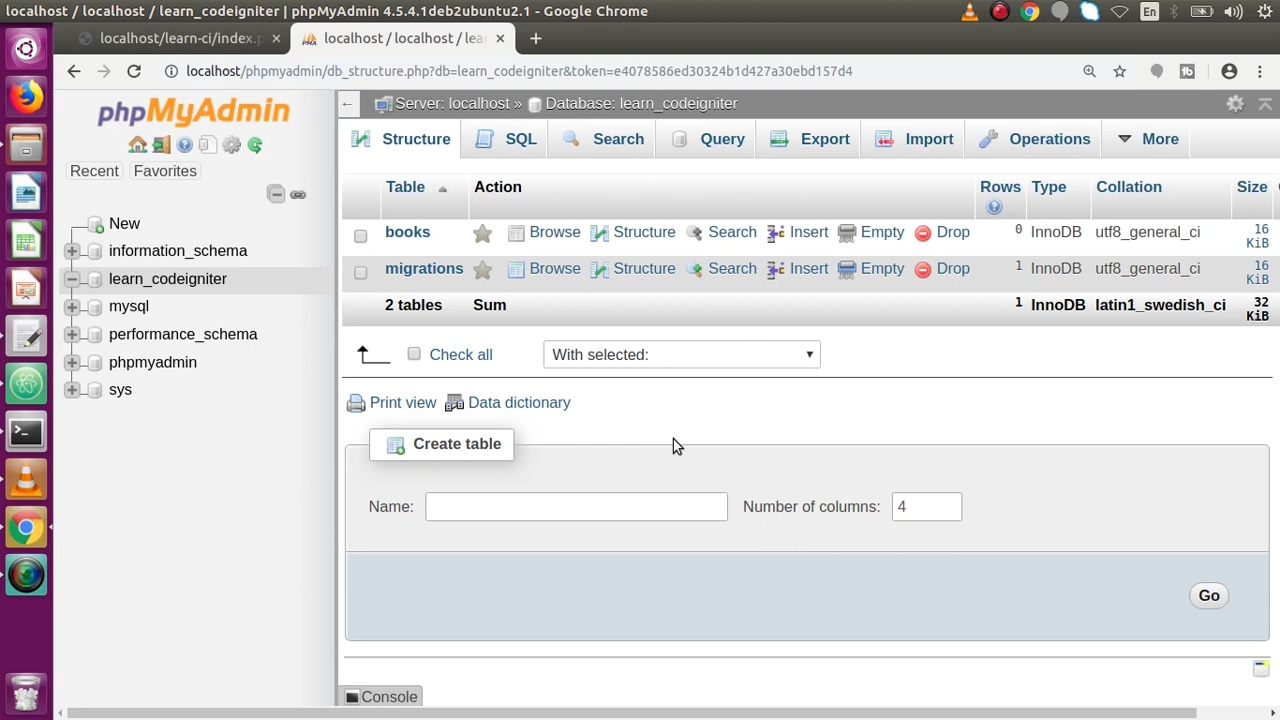 localhost / localhost / learn_codeigniter | phpMyAdmin 4.5.4.1deb2ubuntu2.1 - Google Chrome
En
localhost/learn-ci/index.p
localhost / localhost / lea
localhost/phpmyadmin/db_structure.php?db=learn_codeigniter&token=e4078586ed30324b1d427a30ebd157d4
phpMyAdmin
Recent
Favorites
New
information_schema
learn_codeigniter
mysql
performance_schema
phpmyadmin
sys
Server: localhost » Database: learn_codeigniter
Structure SQL Search Query Export Import Operations More
Table Action Rows Type Collation Size
books Browse Structure Search Insert Empty Drop 0 InnoDB utf8_general_ci 16 KiB
migrations Browse Structure Search Insert Empty Drop 1 InnoDB utf8_general_ci 16 KiB
2 tables Sum 1 InnoDB latin1_swedish_ci 32 KiB
Check all With selected:
Print view Data dictionary
Create table
Name: Number of columns: 4
Go
Console